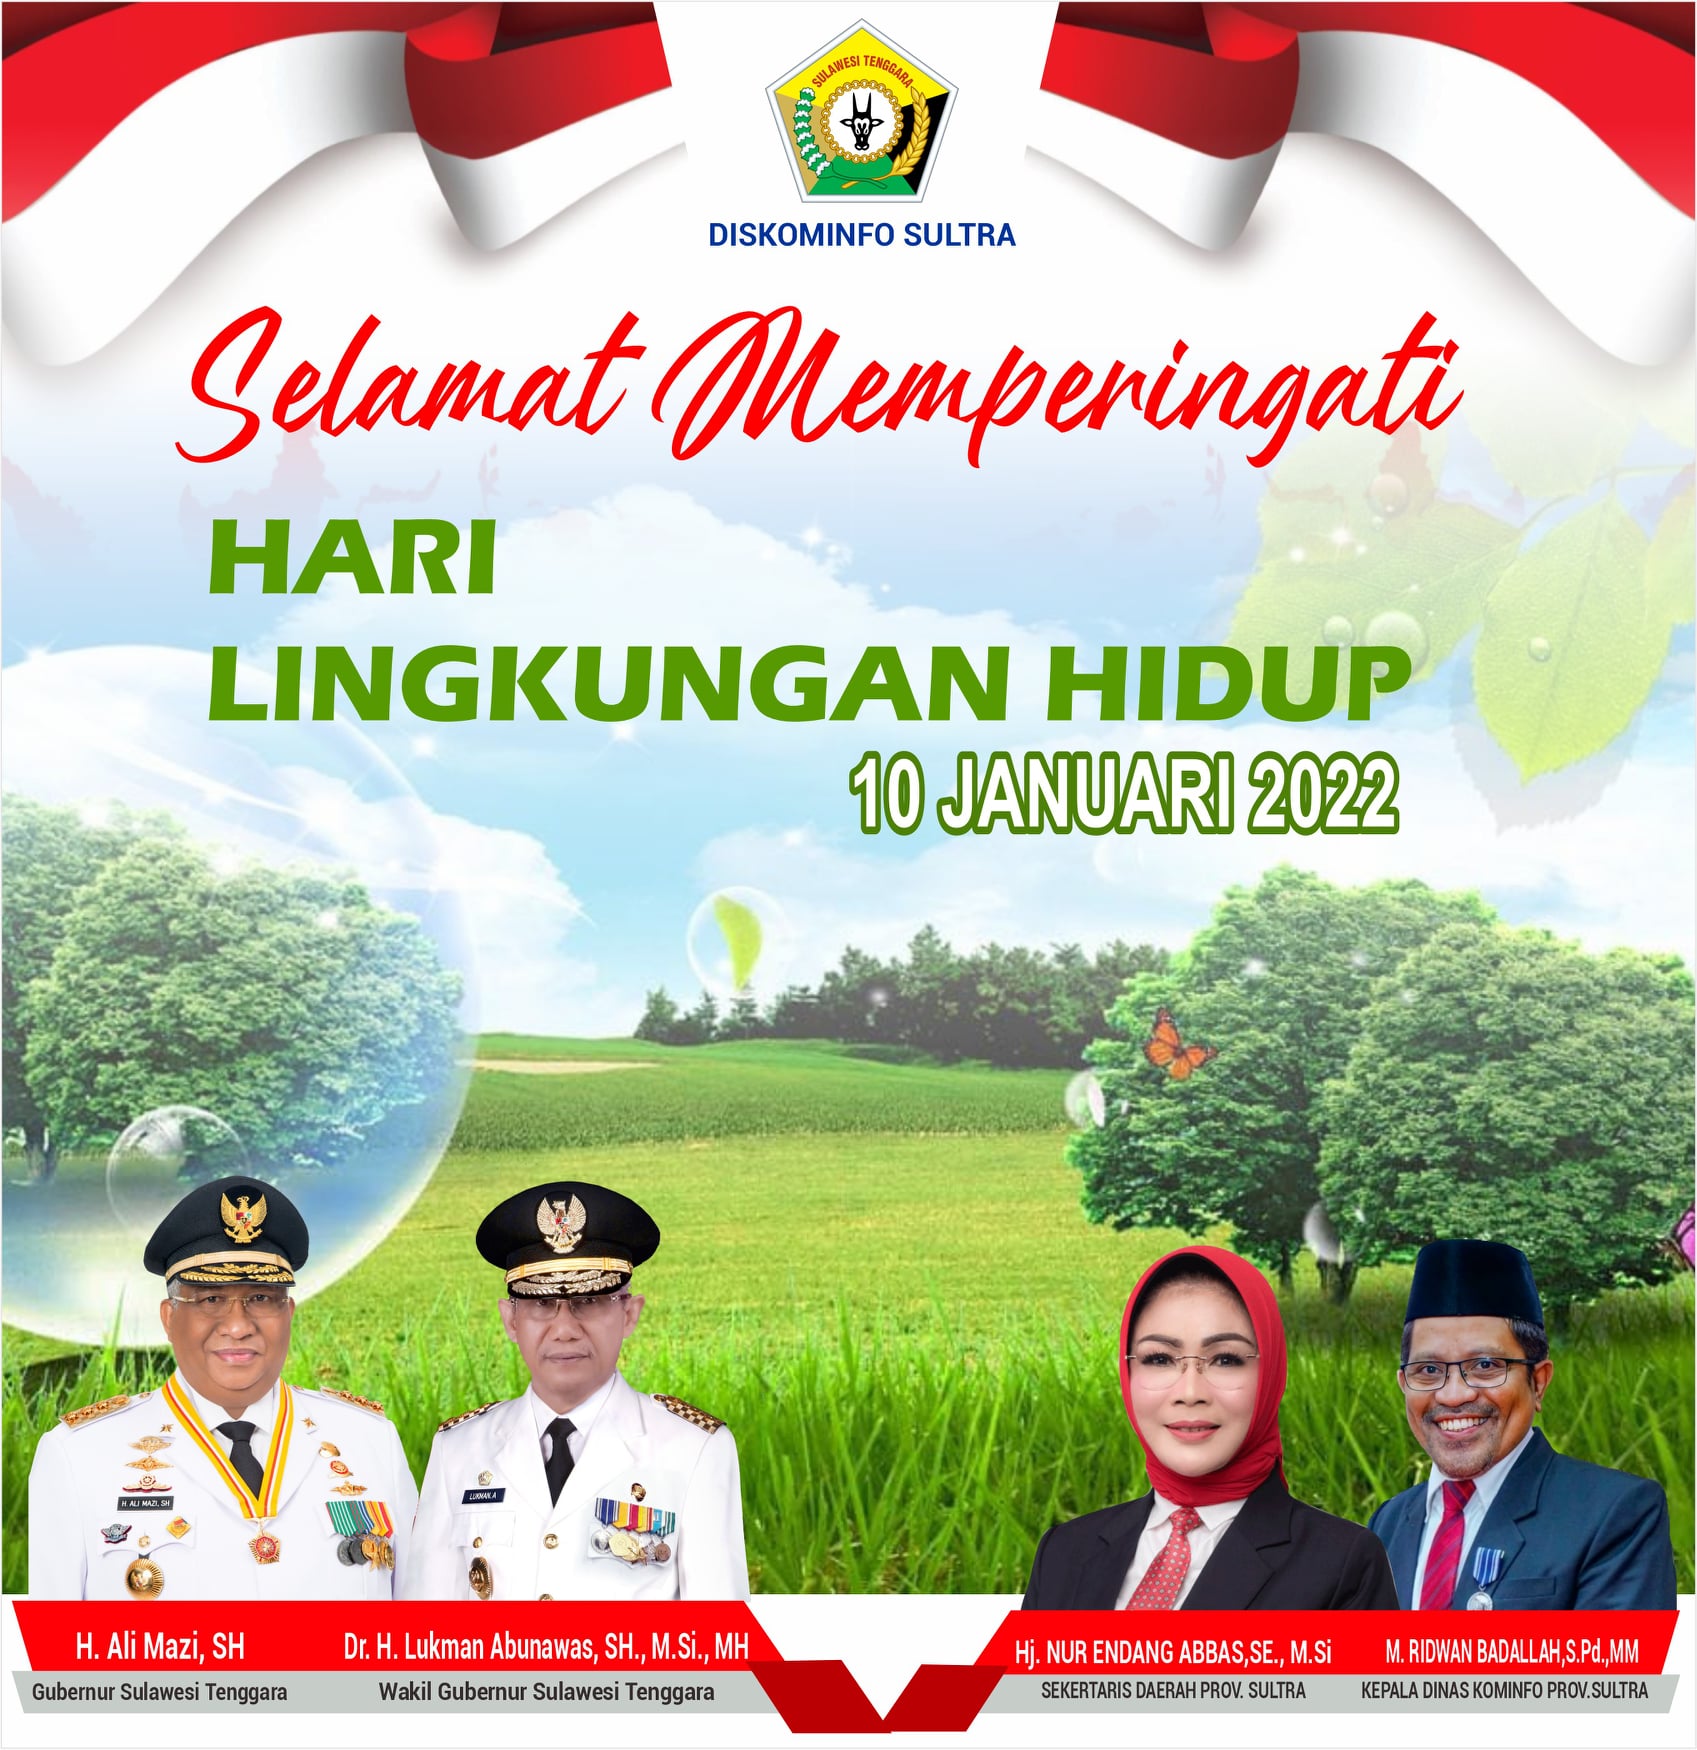 SULAWESI TENGGARA
DISKOMINFO SULTRA
Selamat Memperingati
HARI
LINGKUNGAN HIDUP
10 JANUARI 2022
H. ALI MAZI, SH
LUKMAN.A
H. Ali Mazi, SH
Gubernur Sulawesi Tenggara
Dr. H. Lukman Abunawas, SH., M.Si., MH
Wakil Gubernur Sulawesi Tenggara
Hj. NUR ENDANG ABBAS,SE., M.Si
SEKERTARIS DAERAH PROV. SULTRA
M. RIDWAN BADALLAH,S.Pd.,MM
KEPALA DINAS KOMINFO PROV.SULTRA